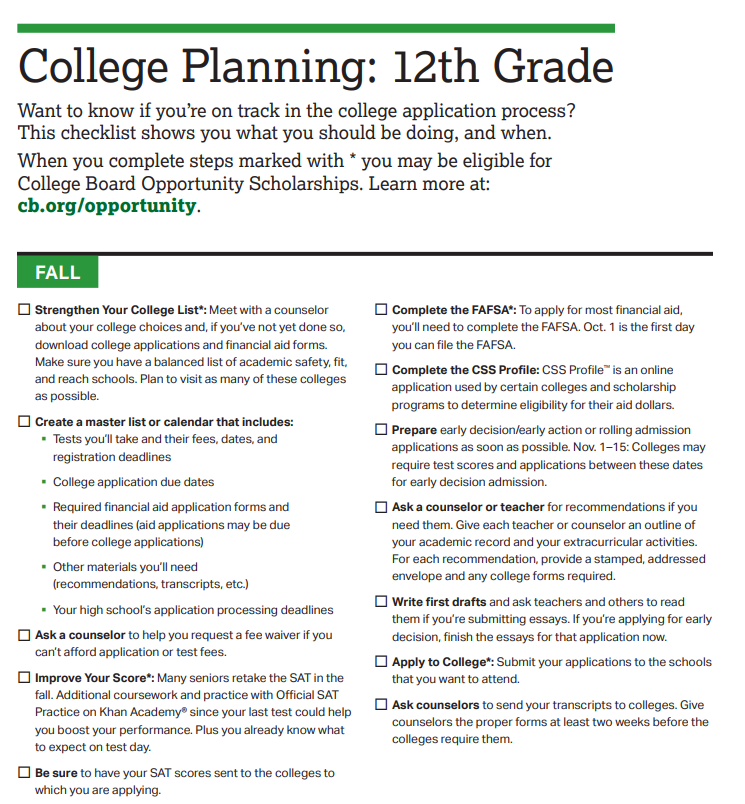 College Planning: 12th Grade
Want to know if you're on track in the college application process?
This checklist shows you what you should be doing, and when.
When you complete steps marked with * you may be eligible for
College Board Opportunity Scholarships. Learn more at:
cb.org/opportunity.
FALL
Strengthen Your College List*: Meet with a counselor
about your college choices and, if you've not yet done so,
download college applications and financial aid forms.
Make sure you have a balanced list of academic safety, fit,
and reach schools. Plan to visit as many of these colleges
as possible.
Create a master list or calendar that includes:
▪ Tests you'll take and their fees, dates, and
registration deadlines
▪ College application due dates
▪ Required financial aid application forms and
their deadlines (aid applications may be due
before college applications)
▪ Other materials you'll need
(recommendations, transcripts, etc.)
▪ Your high school's application processing deadlines
Ask a counselor to help you request a fee waiver if you
can't afford application or test fees.
Improve Your Score*: Many seniors retake the SAT in the
fall. Additional coursework and practice with Official SAT
Practice on Khan Academy® since your last test could help
you boost your performance. Plus you already know what
to expect on test day.
Be sure to have your SAT scores sent to the colleges to
which you are applying.
Complete the FAFSA*: To apply for most financial aid,
you'll need to complete the FAFSA. Oct. 1 is the first day
you can file the FAFSA.
Complete the CSS Profile: CSS Profile™ is an online
application used by certain colleges and scholarship
programs to determine eligibility for their aid dollars.
Prepare early decision/early action or rolling admission
applications as soon as possible. Nov. 1–15: Colleges may
require test scores and applications between these dates
for early decision admission.
Ask a counselor or teacher for recommendations if you
need them. Give each teacher or counselor an outline of
your academic record and your extracurricular activities.
For each recommendation, provide a stamped, addressed
envelope and any college forms required.
Write first drafts and ask teachers and others to read
them if you're submitting essays. If you're applying for early
decision, finish the essays for that application now.
Apply to College*: Submit your applications to the schools
that you want to attend.
Ask counselors to send your transcripts to colleges. Give
counselors the proper forms at least two weeks before the
colleges require them.